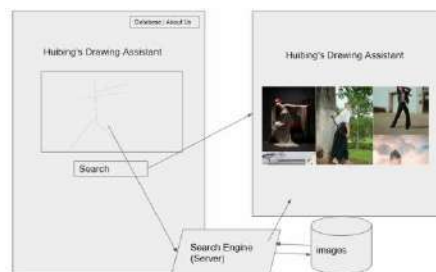 Database | About Us
Huibing's Drawing Assistant
Search
Huibing's Drawing Assistant
Search Engine
(Server)
images